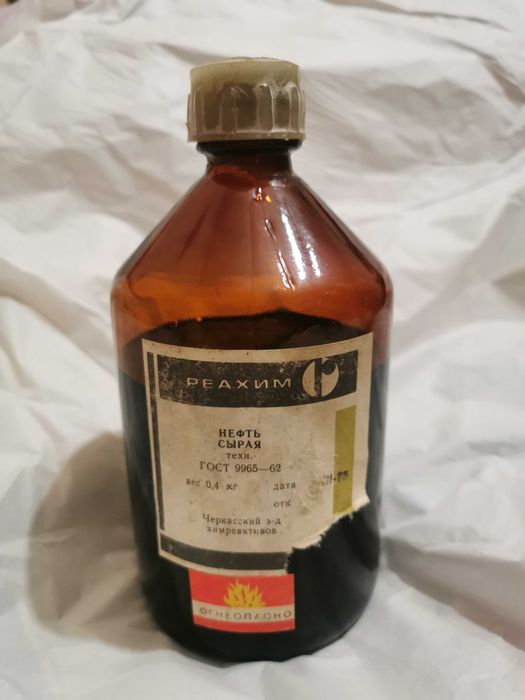 РЕАХИМ
НЕФТЬ
СЫРАЯ
техн.
ГОСТ 9965—62
вес 0,4 кг дата
отк
Черкасский з-д
химреактивов
ОГНЕОПАСНО